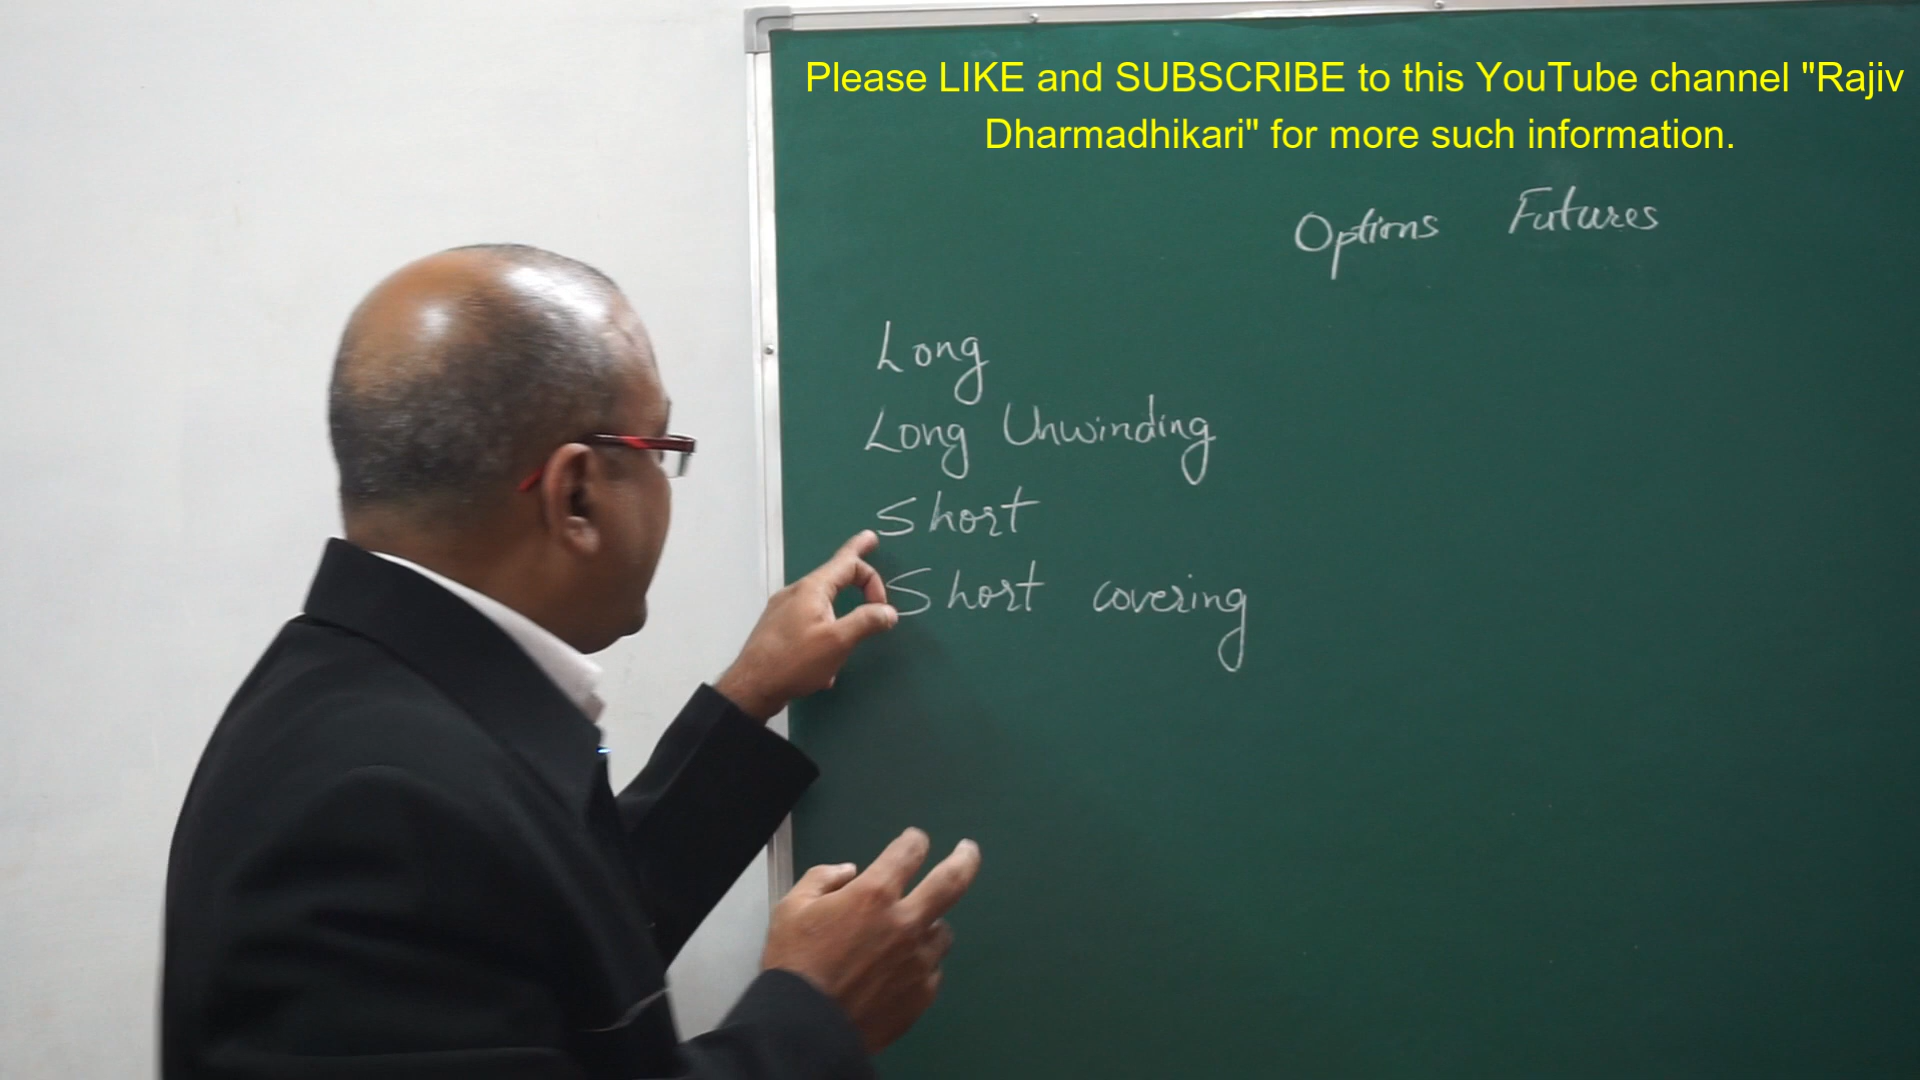 Please LIKE and SUBSCRIBE to this YouTube channel "Rajiv
Dharmadhikari" for more such information.
Options Futures
Long
Long Unwinding
Short
Short covering